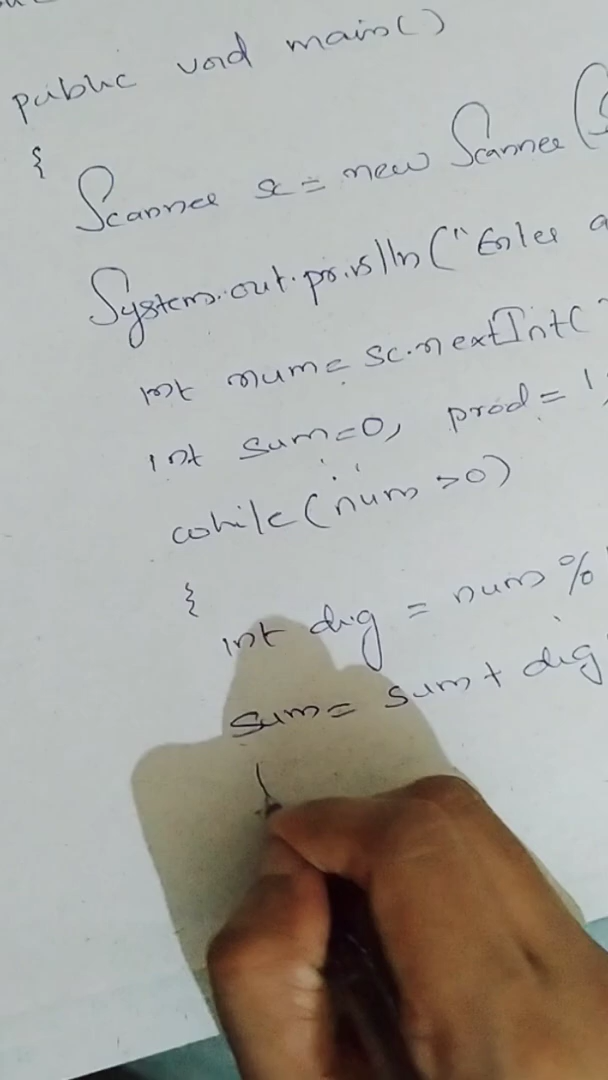 public void main()
{
Scanner sc = new Scanner(S
System.out.println("Enter a
int num = sc.nextInt(
int sum=0, prod = 1;
while(num >0)
{
int dig = num %
sum = sum + dig